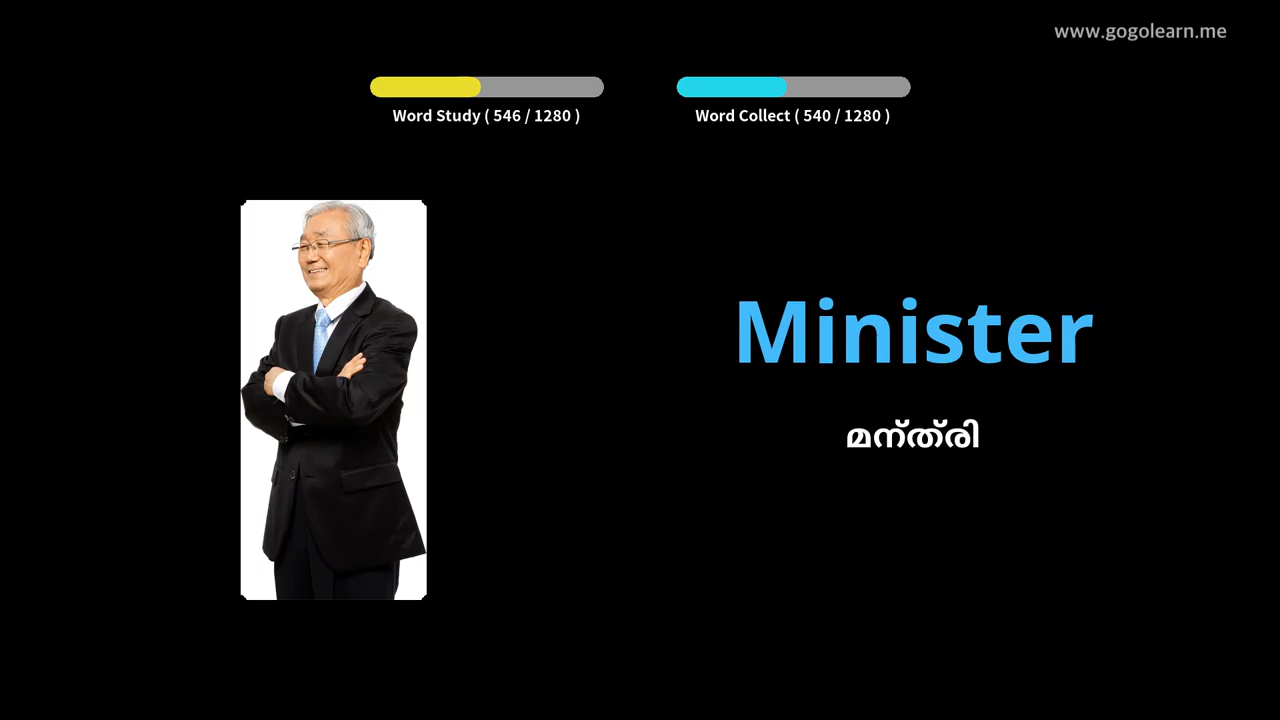 www.gogolearn.me
Word Study ( 546 / 1280 )
Word Collect ( 540 / 1280 )
Minister
മന്ത്രി